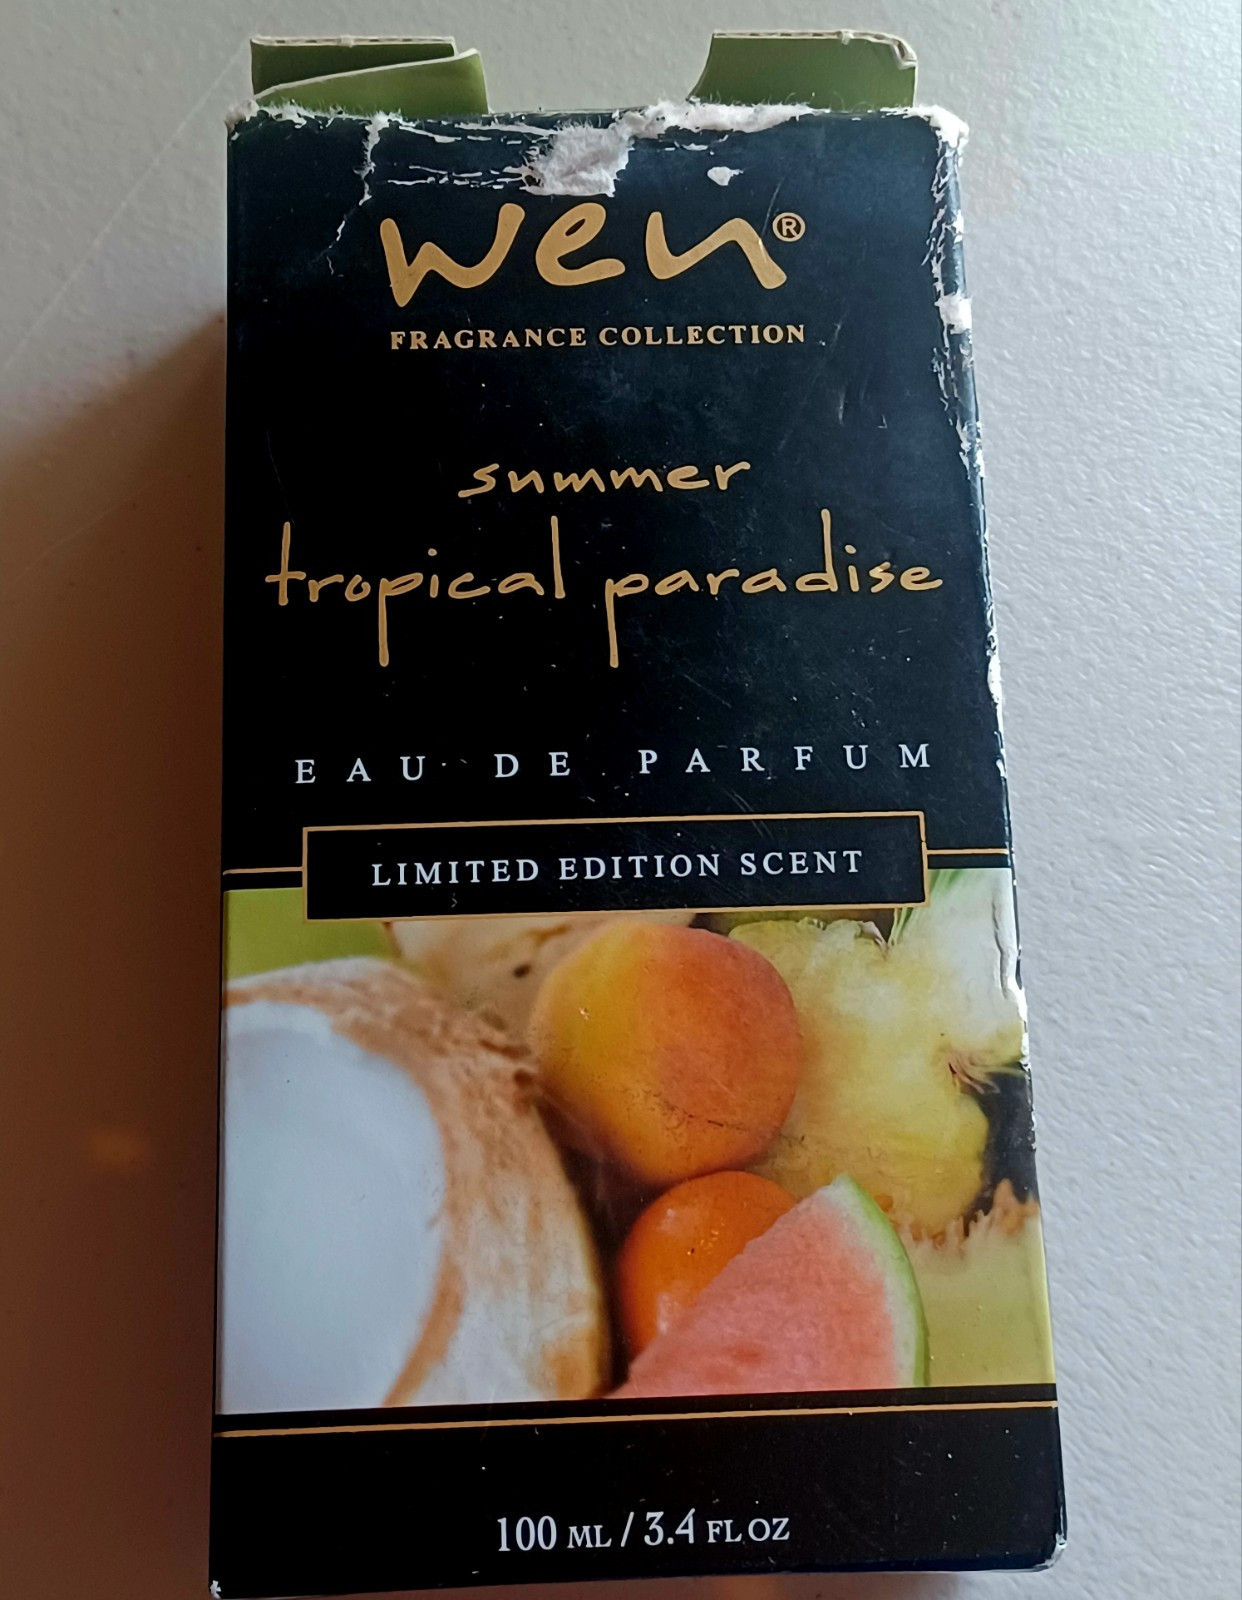 wen®
FRAGRANCE COLLECTION
summer
tropical paradise
EAU DE PARFUM
LIMITED EDITION SCENT
100 ML / 3.4 FL OZ